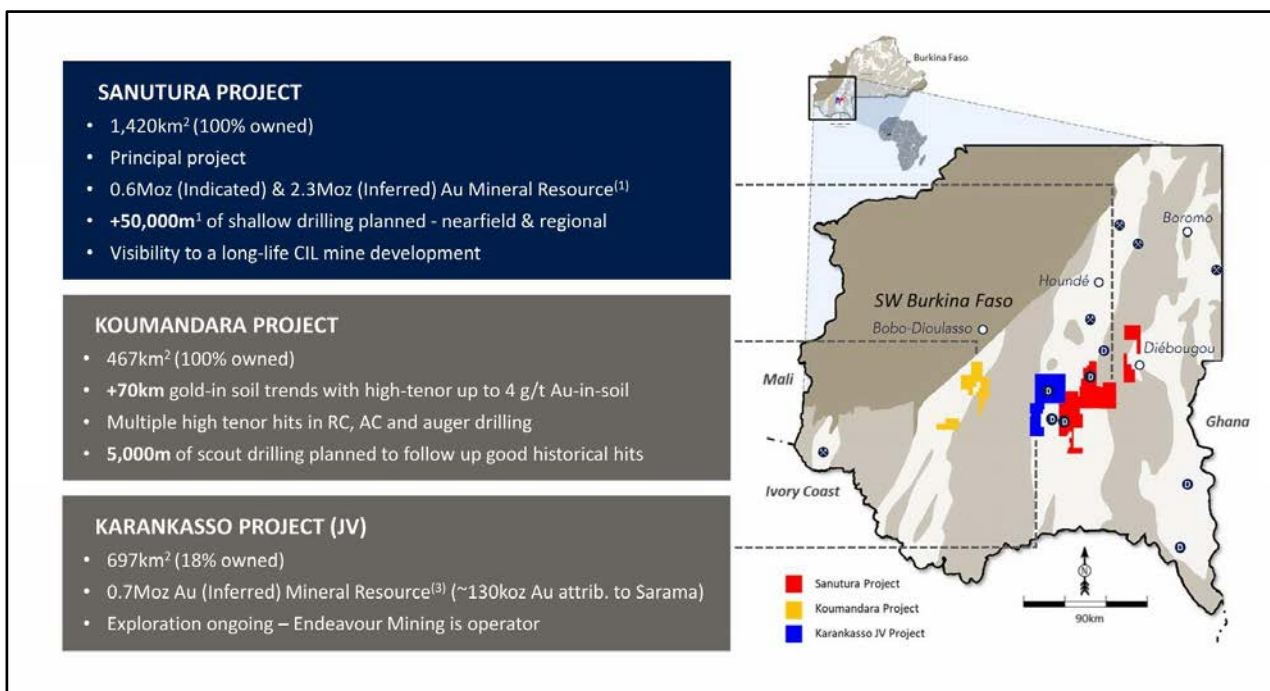 SANUTURA PROJECT
• 1,420km² (100% owned)
• Principal project
• 0.6Moz (Indicated) & 2.3Moz (Inferred) Au Mineral Resource⁽¹⁾
• +50,000m¹ of shallow drilling planned - nearfield & regional
• Visibility to a long-life CIL mine development
KOUMANDARA PROJECT
• 467km² (100% owned)
• +70km gold-in soil trends with high-tenor up to 4 g/t Au-in-soil
• Multiple high tenor hits in RC, AC and auger drilling
• 5,000m of scout drilling planned to follow up good historical hits
KARANKASSO PROJECT (JV)
• 697km² (18% owned)
• 0.7Moz Au (Inferred) Mineral Resource⁽³⁾ (~130koz Au attrib. to Sarama)
• Exploration ongoing – Endeavour Mining is operator
Burkina Faso
Boromo
Houndé
SW Burkina Faso
Bobo-Dioulasso
Diébougou
Mali
D
D
D
D
D
Ghana
Ivory Coast
D
D
N
Sanutura Project
Koumandara Project
Karankasso JV Project
90km